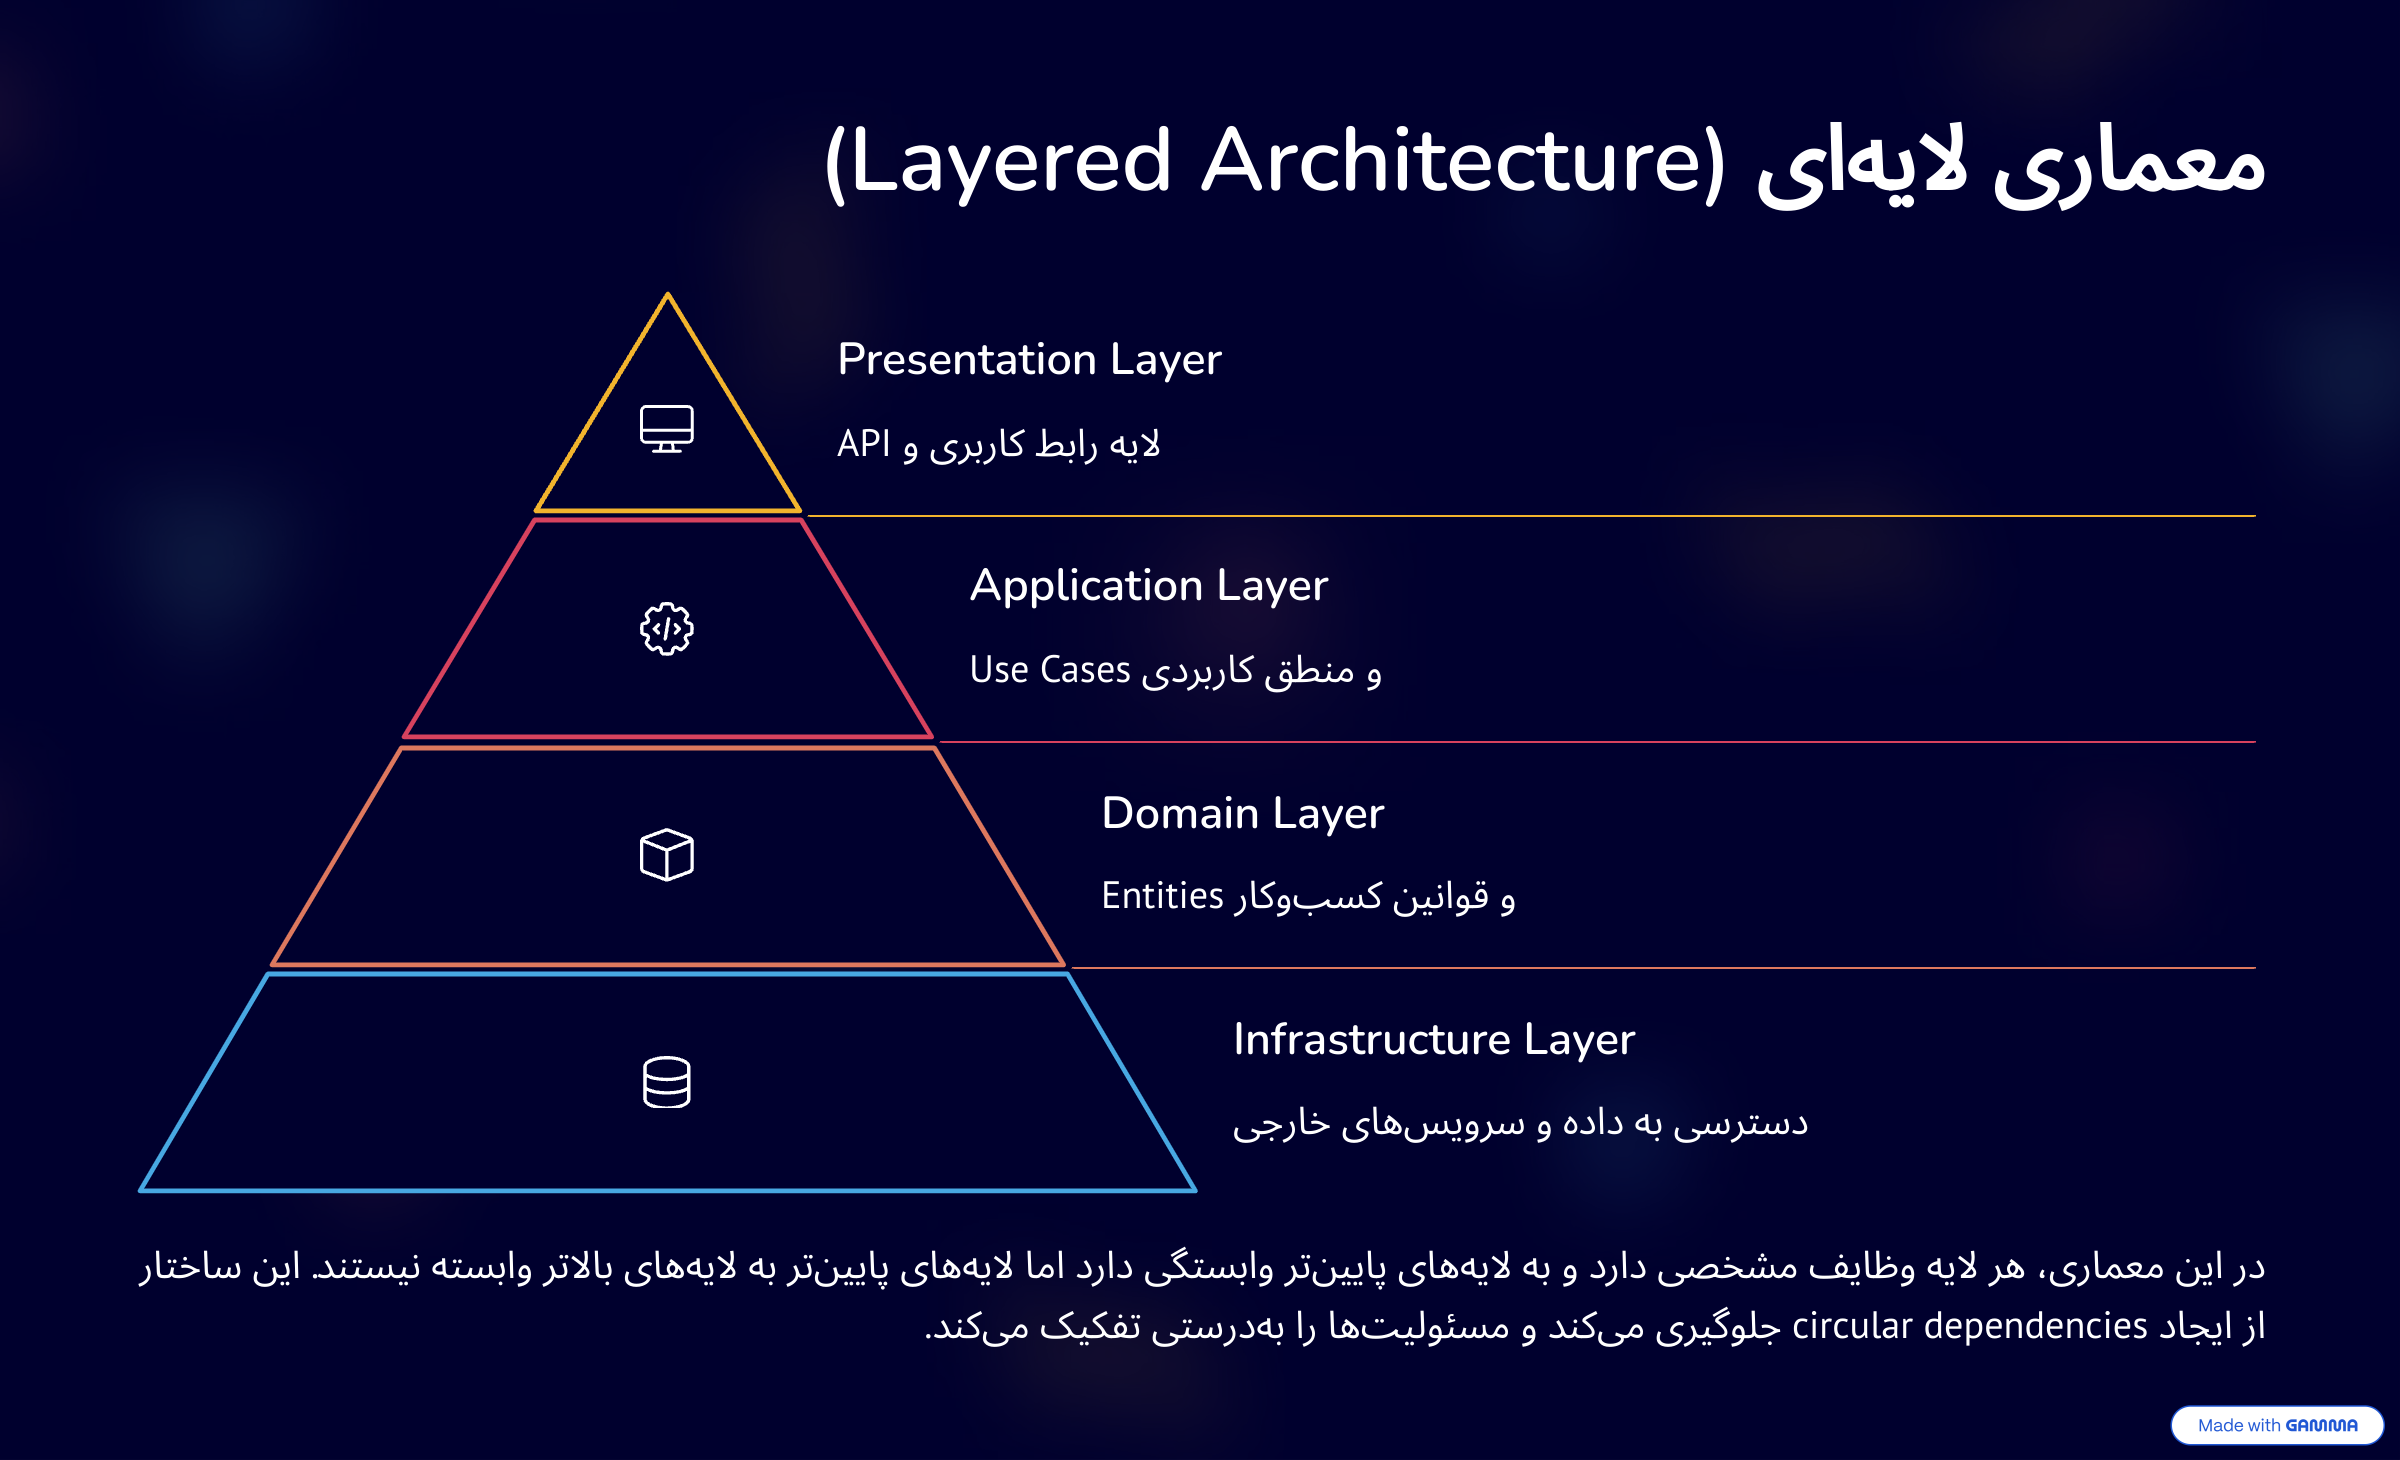 معماری لایه‌ای (Layered Architecture)
Presentation Layer
لایه رابط کاربری و API
Application Layer
Use Cases و منطق کاربردی
Domain Layer
Entities و قوانین کسب‌وکار
Infrastructure Layer
دسترسی به داده و سرویس‌های خارجی
در این معماری، هر لایه وظایف مشخصی دارد و به لایه‌های پایین‌تر وابستگی دارد اما لایه‌های پایین‌تر به لایه‌های بالاتر وابسته نیستند. این ساختار
از ایجاد circular dependencies جلوگیری می‌کند و مسئولیت‌ها را به‌درستی تفکیک می‌کند.
Made with GAMMA